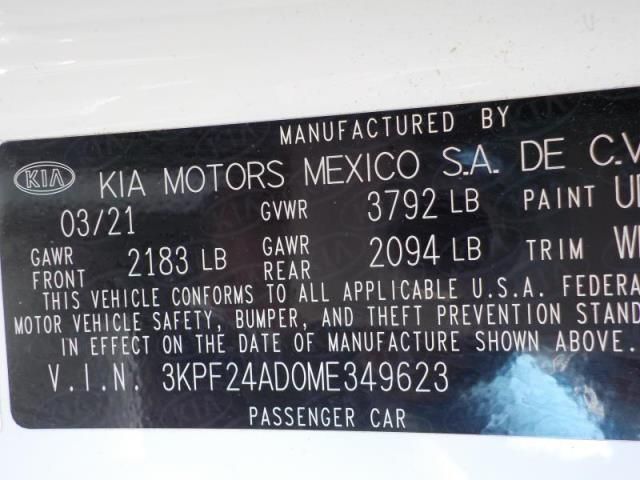 MANUFACTURED BY
KIA KIA MOTORS MEXICO S.A. DE C.V
03/21 GVWR 3792 LB PAINT
GAWR FRONT 2183 LB GAWR REAR 2094 LB TRIM
THIS VEHICLE CONFORMS TO ALL APPLICABLE U.S.A. FEDERA
MOTOR VEHICLE SAFETY, BUMPER, AND THEFT PREVENTION STAND
IN EFFECT ON THE DATE OF MANUFACTURE SHOWN ABOVE.
V.I.N. 3KPF24AD0ME349623
PASSENGER CAR